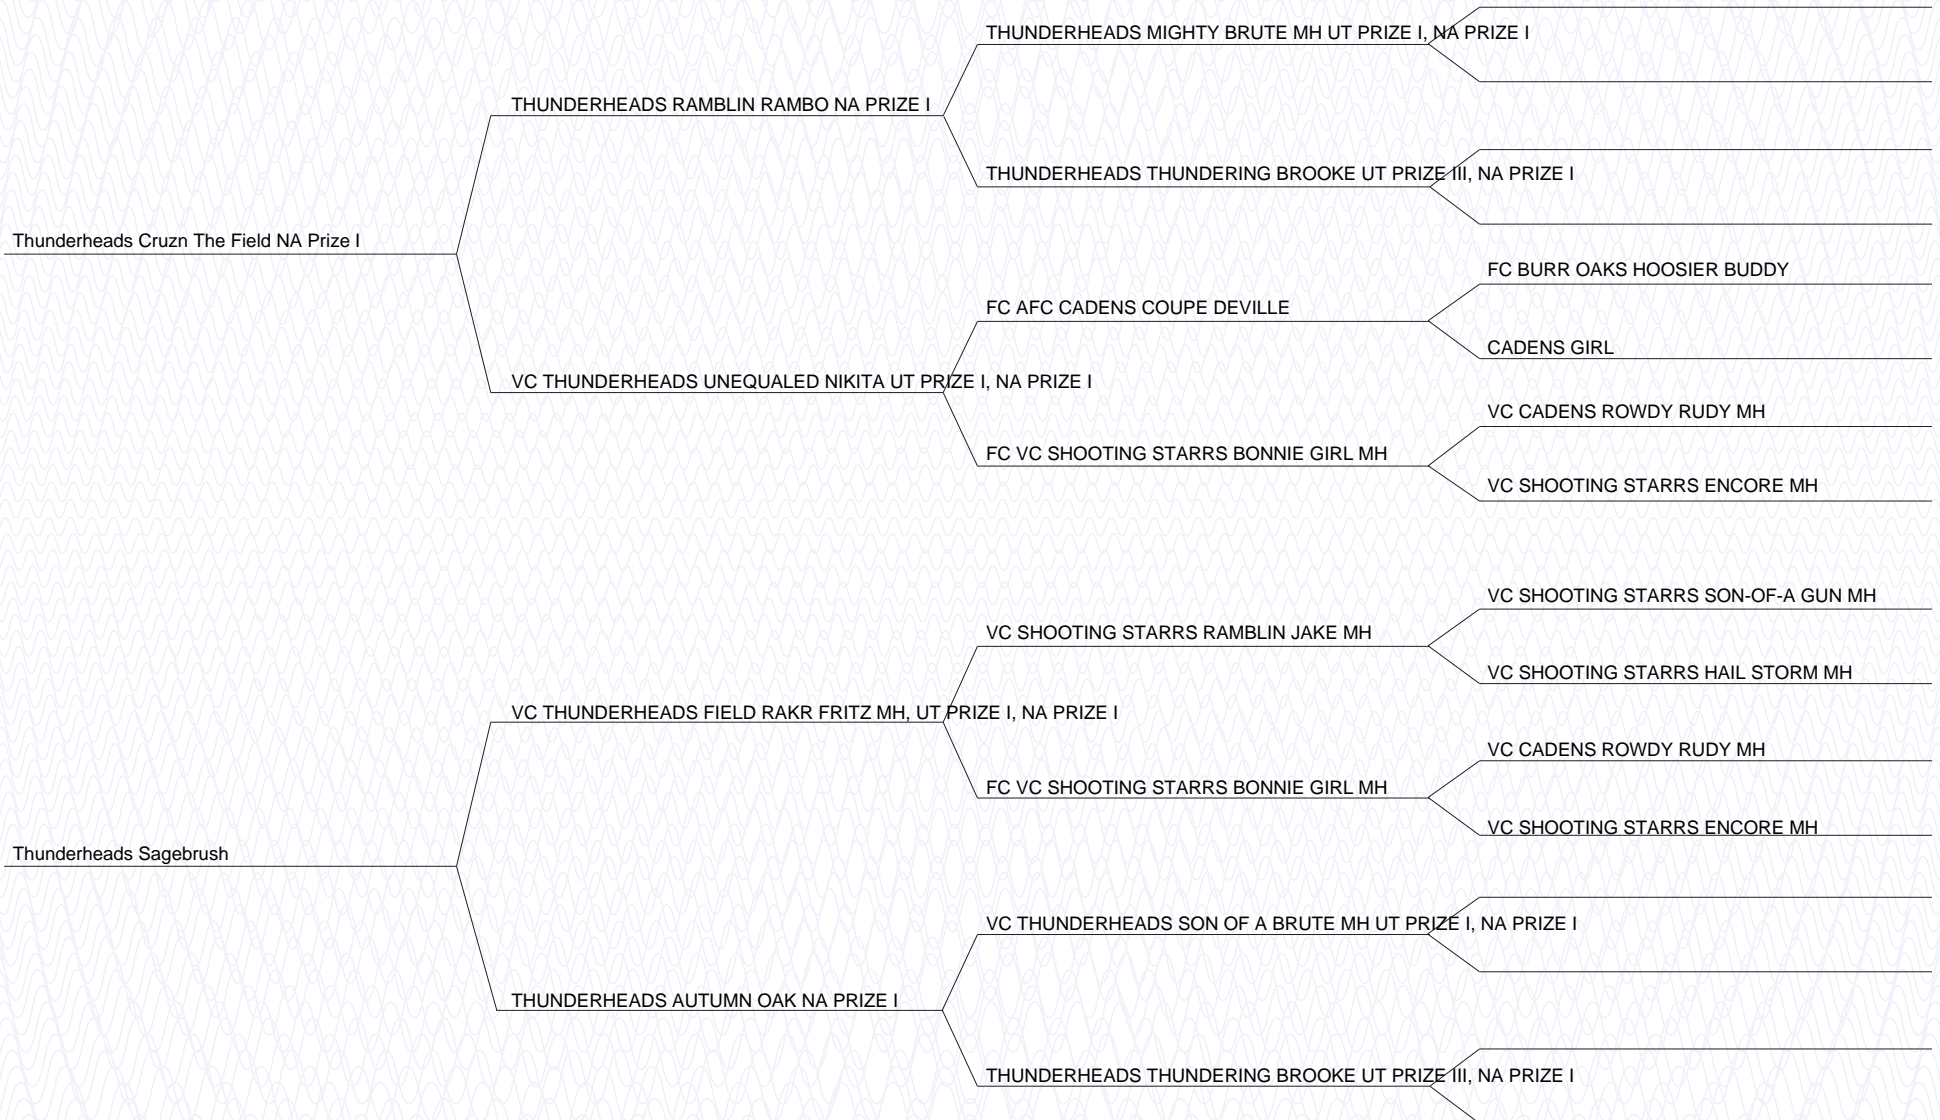 THUNDERHEADS MIGHTY BRUTE MH UT PRIZE I, NA PRIZE I
THUNDERHEADS RAMBLIN RAMBO NA PRIZE I
THUNDERHEADS THUNDERING BROOKE UT PRIZE III, NA PRIZE I
Thunderheads Cruzn The Field NA Prize I
FC BURR OAKS HOOSIER BUDDY
FC AFC CADENS COUPE DEVILLE
CADENS GIRL
VC THUNDERHEADS UNEQUALED NIKITA UT PRIZE I, NA PRIZE I
VC CADENS ROWDY RUDY MH
FC VC SHOOTING STARRS BONNIE GIRL MH
VC SHOOTING STARRS ENCORE MH
VC SHOOTING STARRS SON-OF-A GUN MH
VC SHOOTING STARRS RAMBLIN JAKE MH
VC SHOOTING STARRS HAIL STORM MH
VC THUNDERHEADS FIELD RAKR FRITZ MH, UT PRIZE I, NA PRIZE I
VC CADENS ROWDY RUDY MH
FC VC SHOOTING STARRS BONNIE GIRL MH
VC SHOOTING STARRS ENCORE MH
Thunderheads Sagebrush
VC THUNDERHEADS SON OF A BRUTE MH UT PRIZE I, NA PRIZE I
THUNDERHEADS AUTUMN OAK NA PRIZE I
THUNDERHEADS THUNDERING BROOKE UT PRIZE III, NA PRIZE I